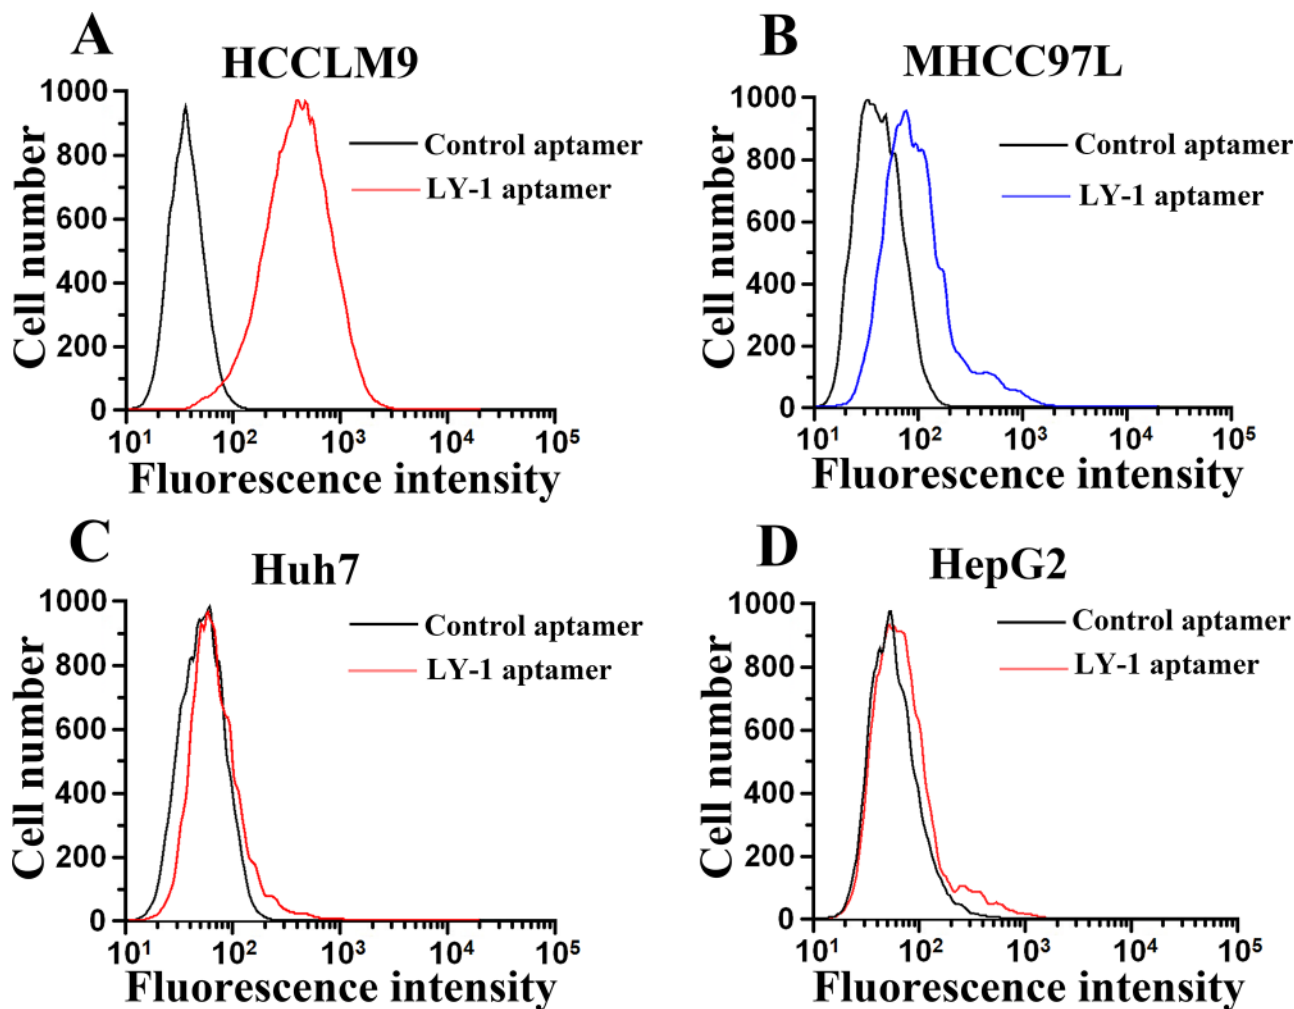 A
HCCLM9
Cell number
1000
800
600
400
200
0
10¹ 10² 10³ 10⁴ 10⁵
Fluorescence intensity
Control aptamer
LY-1 aptamer
B
MHCC97L
Cell number
1000
800
600
400
200
0
10¹ 10² 10³ 10⁴ 10⁵
Fluorescence intensity
Control aptamer
LY-1 aptamer
C
Huh7
Cell number
1000
800
600
400
200
0
10¹ 10² 10³ 10⁴ 10⁵
Fluorescence intensity
Control aptamer
LY-1 aptamer
D
HepG2
Cell number
1000
800
600
400
200
0
10¹ 10² 10³ 10⁴ 10⁵
Fluorescence intensity
Control aptamer
LY-1 aptamer